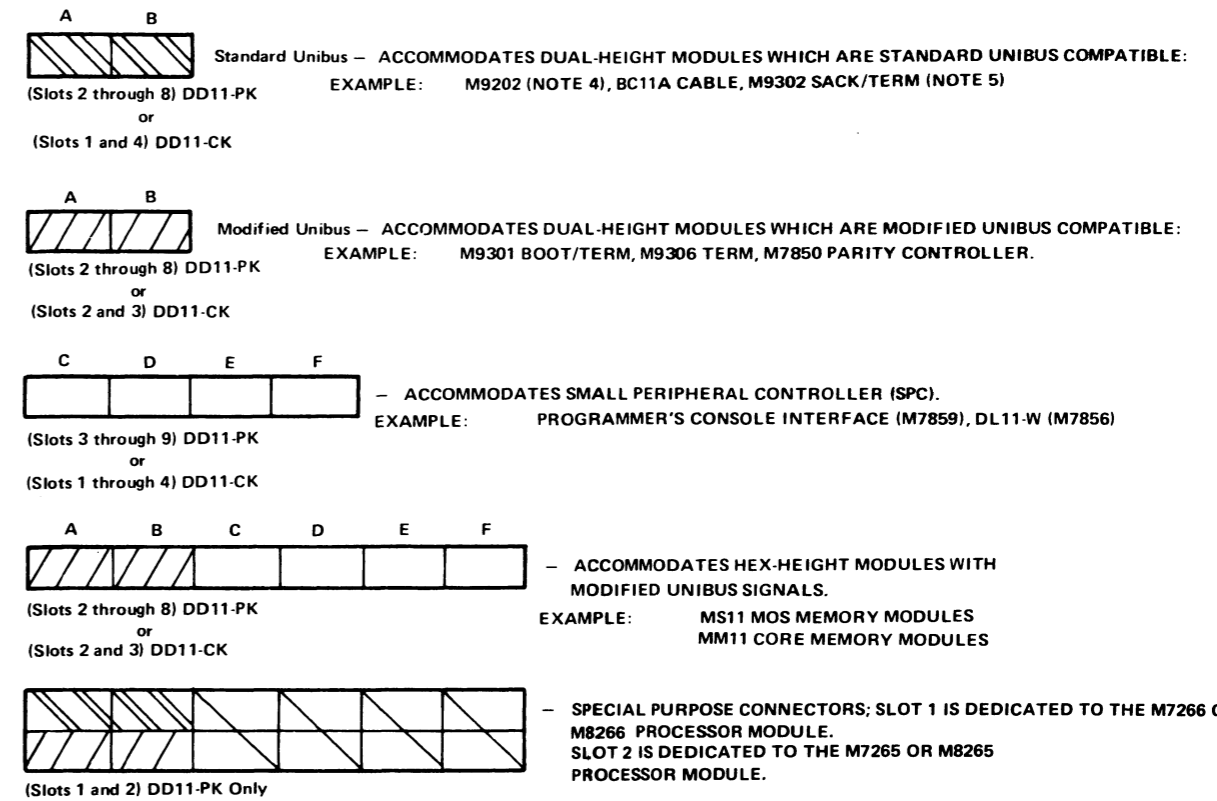 A B
Standard Unibus – ACCOMMODATES DUAL-HEIGHT MODULES WHICH ARE STANDARD UNIBUS COMPATIBLE:
EXAMPLE: M9202 (NOTE 4), BC11A CABLE, M9302 SACK/TERM (NOTE 5)
(Slots 2 through 8) DD11-PK
or
(Slots 1 and 4) DD11-CK
A B
Modified Unibus – ACCOMMODATES DUAL-HEIGHT MODULES WHICH ARE MODIFIED UNIBUS COMPATIBLE:
EXAMPLE: M9301 BOOT/TERM, M9306 TERM, M7850 PARITY CONTROLLER.
(Slots 2 through 8) DD11-PK
or
(Slots 2 and 3) DD11-CK
C D E F
– ACCOMMODATES SMALL PERIPHERAL CONTROLLER (SPC).
EXAMPLE: PROGRAMMER'S CONSOLE INTERFACE (M7859), DL11-W (M7856)
(Slots 3 through 9) DD11-PK
or
(Slots 1 through 4) DD11-CK
A B C D E F
– ACCOMMODATES HEX-HEIGHT MODULES WITH
MODIFIED UNIBUS SIGNALS.
(Slots 2 through 8) DD11-PK
or
(Slots 2 and 3) DD11-CK
EXAMPLE: MS11 MOS MEMORY MODULES
MM11 CORE MEMORY MODULES
– SPECIAL PURPOSE CONNECTORS; SLOT 1 IS DEDICATED TO THE M7266
M8266 PROCESSOR MODULE.
SLOT 2 IS DEDICATED TO THE M7265 OR M8265
PROCESSOR MODULE.
(Slots 1 and 2) DD11-PK Only